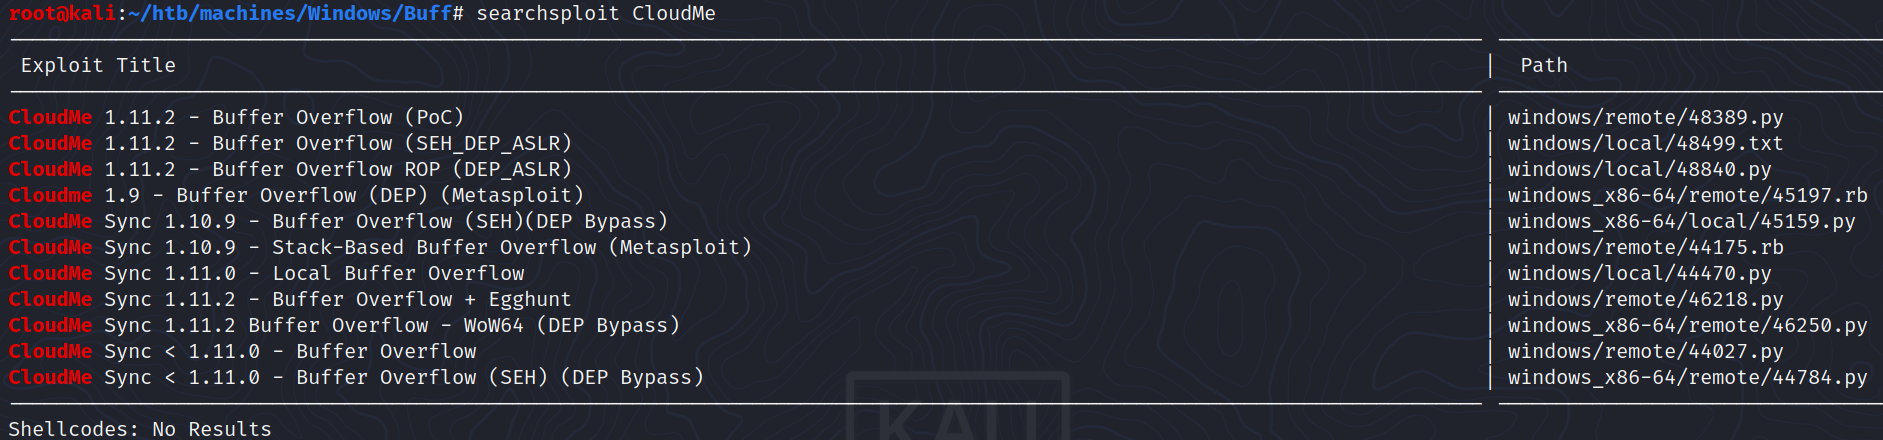 root@kali:~/htb/machines/Windows/Buff# searchsploit CloudMe
Exploit Title | Path
CloudMe 1.11.2 - Buffer Overflow (PoC) | windows/remote/48389.py
CloudMe 1.11.2 - Buffer Overflow (SEH_DEP_ASLR) | windows/local/48499.txt
CloudMe 1.11.2 - Buffer Overflow ROP (DEP_ASLR) | windows/local/48840.py
Cloudme 1.9 - Buffer Overflow (DEP) (Metasploit) | windows_x86-64/remote/45197.rb
CloudMe Sync 1.10.9 - Buffer Overflow (SEH)(DEP Bypass) | windows_x86-64/local/45159.py
CloudMe Sync 1.10.9 - Stack-Based Buffer Overflow (Metasploit) | windows/remote/44175.rb
CloudMe Sync 1.11.0 - Local Buffer Overflow | windows/local/44470.py
CloudMe Sync 1.11.2 - Buffer Overflow + Egghunt | windows/remote/46218.py
CloudMe Sync 1.11.2 Buffer Overflow - WoW64 (DEP Bypass) | windows_x86-64/remote/46250.py
CloudMe Sync < 1.11.0 - Buffer Overflow | windows/remote/44027.py
CloudMe Sync < 1.11.0 - Buffer Overflow (SEH) (DEP Bypass) | windows_x86-64/remote/44784.py
KALI
Shellcodes: No Results